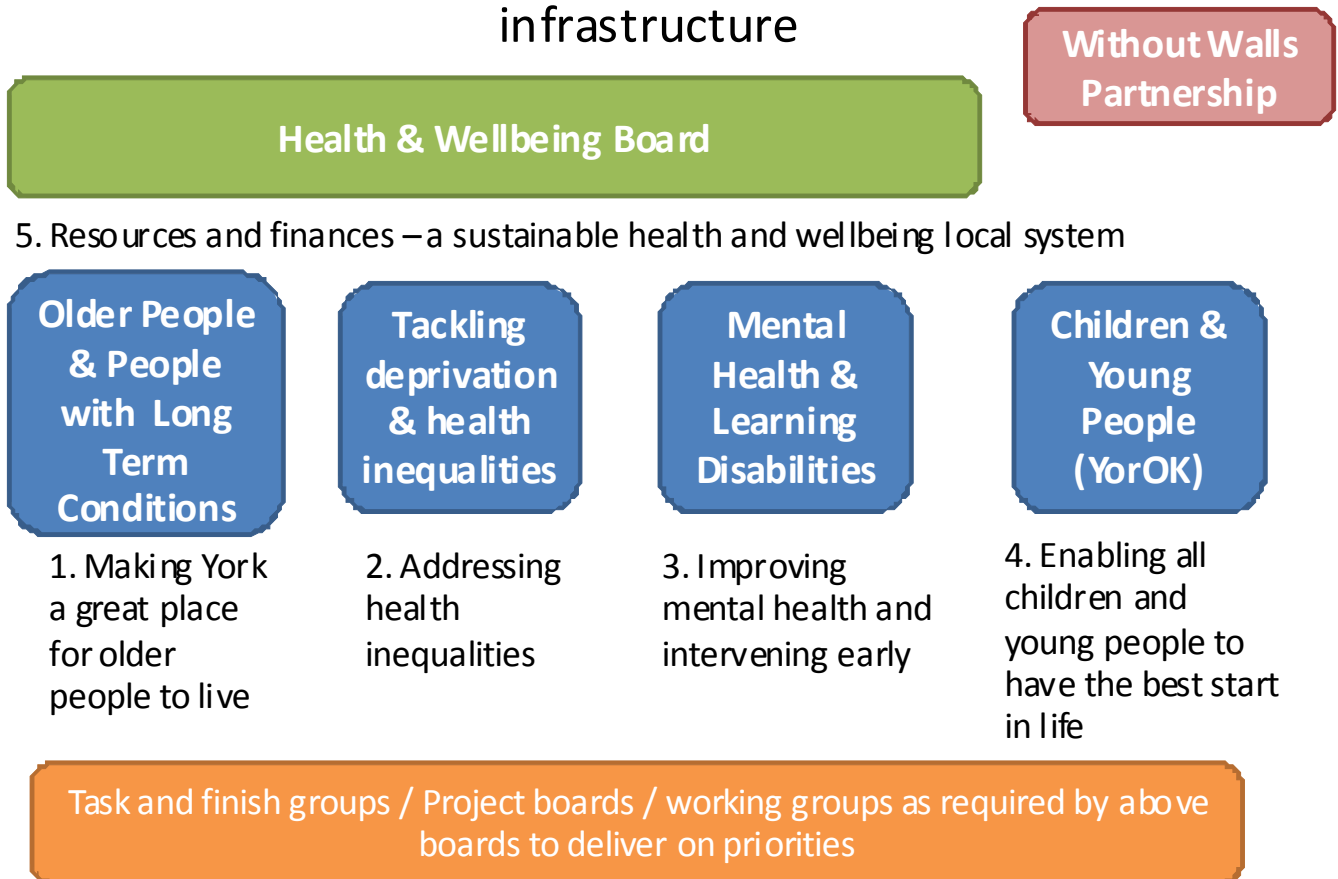 infrastructure
Without Walls
Partnership
Health & Wellbeing Board
5. Resources and finances – a sustainable health and wellbeing local system
Older People
& People
with Long
Term
Conditions
Tackling
deprivation
& health
inequalities
Mental
Health &
Learning
Disabilities
Children &
Young
People
(YorOK)
1. Making York
a great place
for older
people to live
2. Addressing
health
inequalities
3. Improving
mental health and
intervening early
4. Enabling all
children and
young people to
have the best start
in life
Task and finish groups / Project boards / working groups as required by above
boards to deliver on priorities